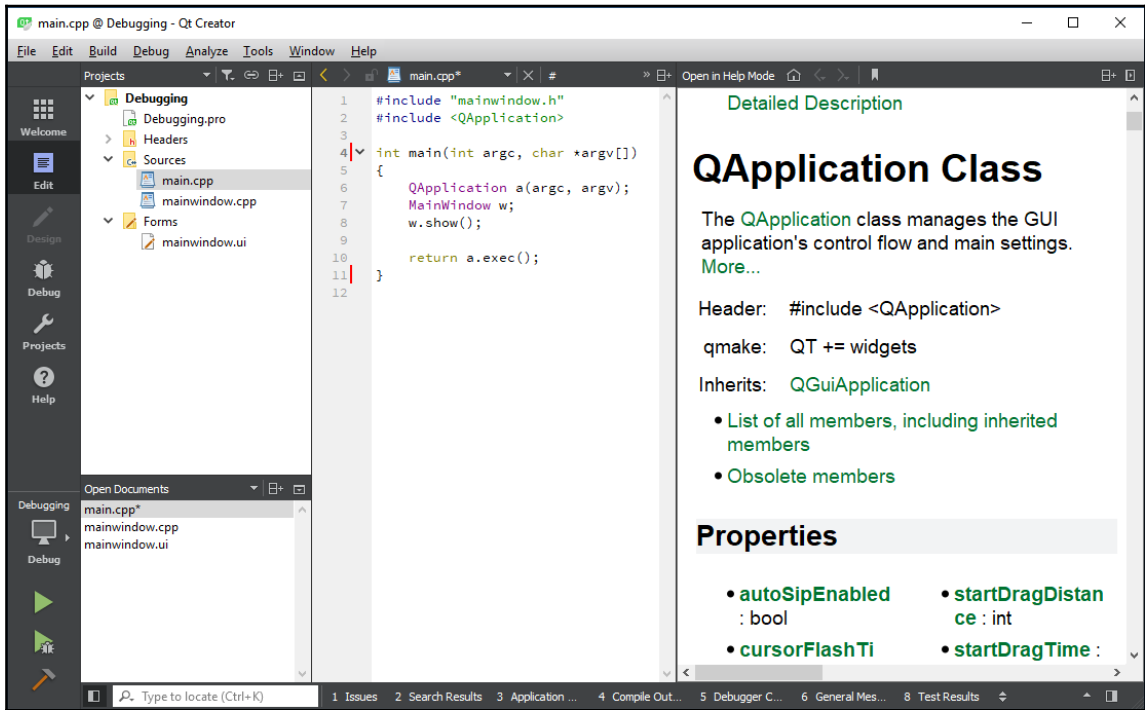 main.cpp @ Debugging - Qt Creator
File Edit Build Debug Analyze Tools Window Help
Welcome
Edit
Design
Debug
Projects
Help
Debugging
Debug
Projects
Debugging
Debugging.pro
Headers
Sources
main.cpp
mainwindow.cpp
Forms
mainwindow.ui
Open Documents
main.cpp*
mainwindow.cpp
mainwindow.ui
main.cpp* #
1 #include "mainwindow.h"
2 #include <QApplication>
3
4 int main(int argc, char *argv[])
5 {
6 QApplication a(argc, argv);
7 MainWindow w;
8 w.show();
9
10 return a.exec();
11 }
12
Open in Help Mode
Detailed Description
QApplication Class
The QApplication class manages the GUI
application's control flow and main settings.
More...
Header: #include <QApplication>
qmake: QT += widgets
Inherits: QGuiApplication
• List of all members, including inherited
members
• Obsolete members
Properties
• autoSipEnabled
: bool
• cursorFlashTi
• startDragDistan
ce : int
• startDragTime :
Type to locate (Ctrl+K) 1 Issues 2 Search Results 3 Application ... 4 Compile Out... 5 Debugger C... 6 General Mes... 8 Test Results